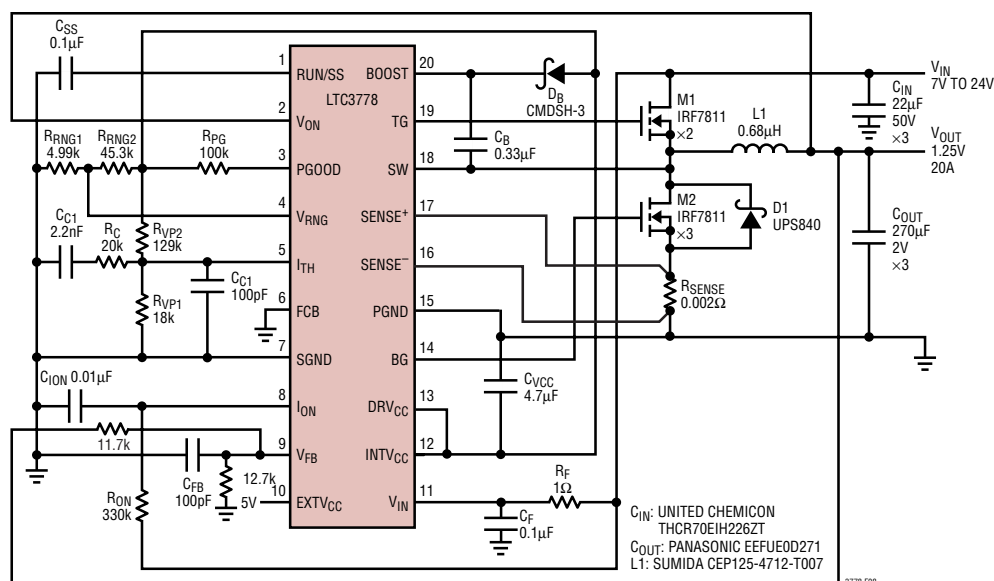 CSS
0.1µF
1
RUN/SS
2
VON
RRNG1
4.99k
RRNG2
45.3k
RPG
100k
3
PGOOD
4
VRNG
CC1
2.2nF
RC
20k
RVP2
129k
5
ITH
CC1
100pF
6
FCB
RVP1
18k
7
SGND
CION 0.01µF
8
ION
11.7k
9
VFB
CFB
100pF
12.7k
10
5V
EXTVCC
RON
330k
LTC3778
BOOST
20
TG
19
SW
18
SENSE+
17
SENSE−
16
PGND
15
BG
14
DRVCC
13
INTVCC
12
VIN
11
DB
CMDSH-3
CB
0.33µF
M1
IRF7811
×2
L1
0.68µH
M2
IRF7811
×3
D1
UPS840
RSENSE
0.002Ω
CVCC
4.7µF
RF
1Ω
CF
0.1µF
VIN
7V TO 24V
CIN
22µF
50V
×3
VOUT
1.25V
20A
COUT
270µF
2V
×3
CIN: UNITED CHEMICON
THCR70EIH226ZT
COUT: PANASONIC EEFUE0D271
L1: SUMIDA CEP125-4712-T007